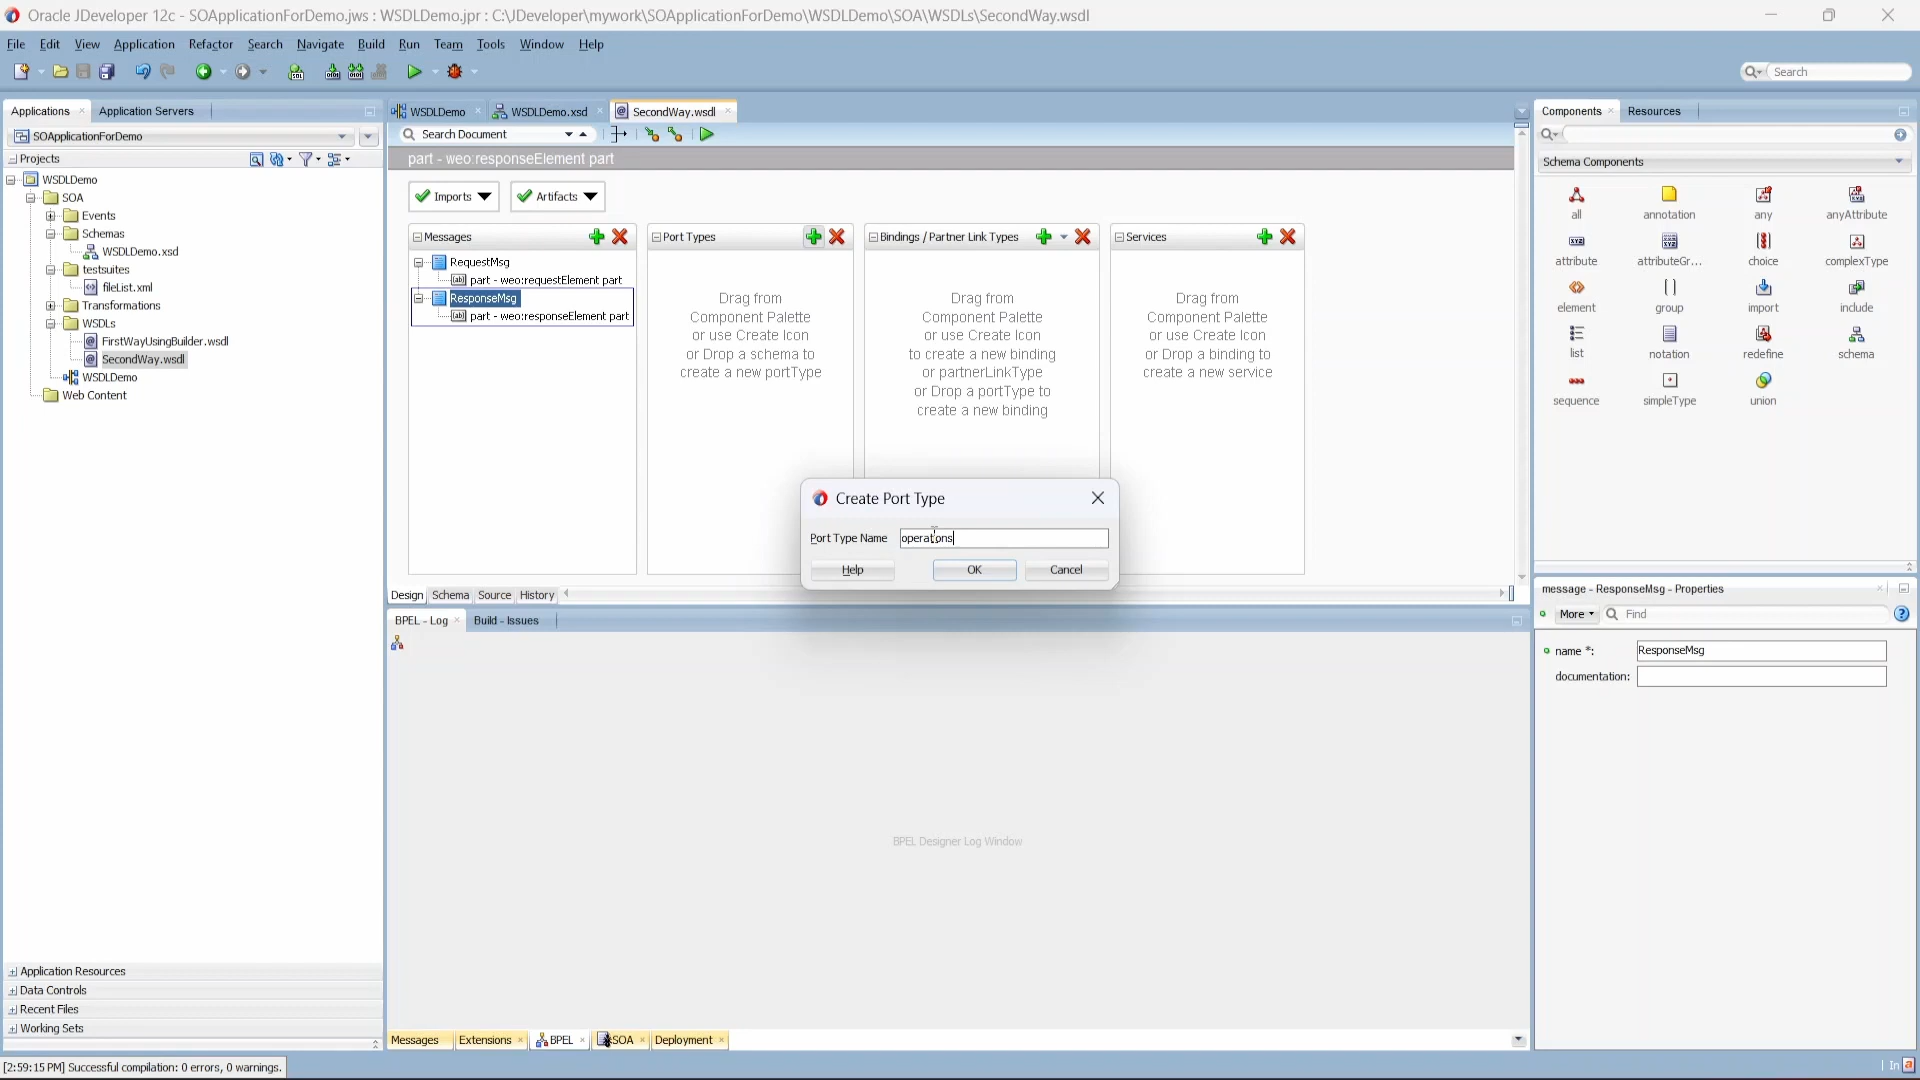 Oracle JDeveloper 12c - SOApplicationForDemo.jws : WSDLDemo.jpr : C:\JDeveloper\mywork\SOApplicationForDemo\WSDLDemo\SOA\WSDLs\SecondWay.wsdl
File Edit View Application Refactor Search Navigate Build Run Team Tools Window Help
Search
Applications
Application Servers
SOApplicationForDemo
Projects
WSDLDemo
SOA
Events
Schemas
WSDLDemo.xsd
testsuites
fileList.xml
Transformations
WSDLs
FirstWayUsingBuilder.wsdl
SecondWay.wsdl
WSDLDemo
Web Content
Application Resources
Data Controls
Recent Files
Working Sets
WSDLDemo
WSDLDemo.xsd
SecondWay.wsdl
Search Document
part - weo:responseElement part
Imports
Artifacts
Messages
RequestMsg
part - weo:requestElement part
ResponseMsg
part - weo:responseElement part
Port Types
Drag from
Component Palette
or use Create Icon
or Drop a schema to
create a new portType
Bindings / Partner Link Types
Drag from
Component Palette
or use Create Icon
to create a new binding
or partnerLinkType
or Drop a portType to
create a new binding
Services
Drag from
Component Palette
or use Create Icon
or Drop a binding to
create a new service
Create Port Type
Port Type Name
operations
Help
OK
Cancel
Design Schema Source History
BPEL - Log
Build - Issues
BPEL Designer Log Window
Messages
Extensions
BPEL
SOA
Deployment
Components
Resources
Schema Components
all annotation any anyAttribute
attribute attributeGr... choice complexType
element group import include
list notation redefine schema
sequence simpleType union
message - ResponseMsg - Properties
More
Find
name *:
ResponseMsg
documentation:
[2:59:15 PM] Successful compilation: 0 errors, 0 warnings.
In